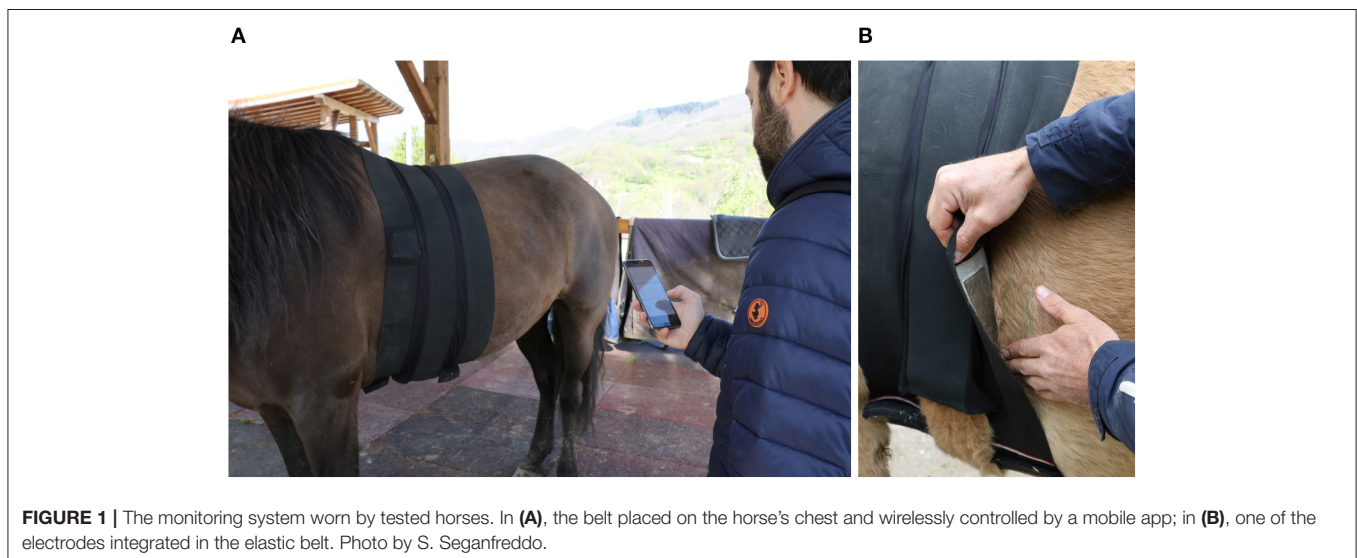 A
B
FIGURE 1 | The monitoring system worn by tested horses. In (A), the belt placed on the horse's chest and wirelessly controlled by a mobile app; in (B), one of the
electrodes integrated in the elastic belt. Photo by S. Seganfreddo.